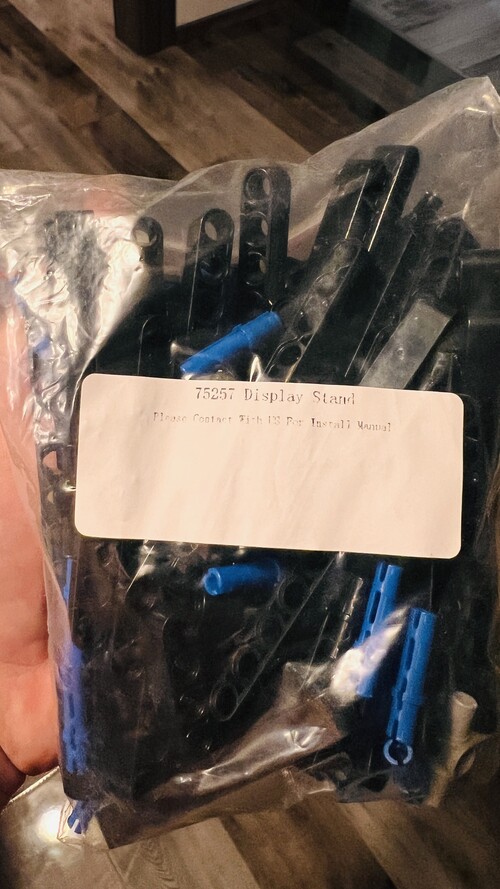 75257 Display Stand
Please Contact With US For Install Manual